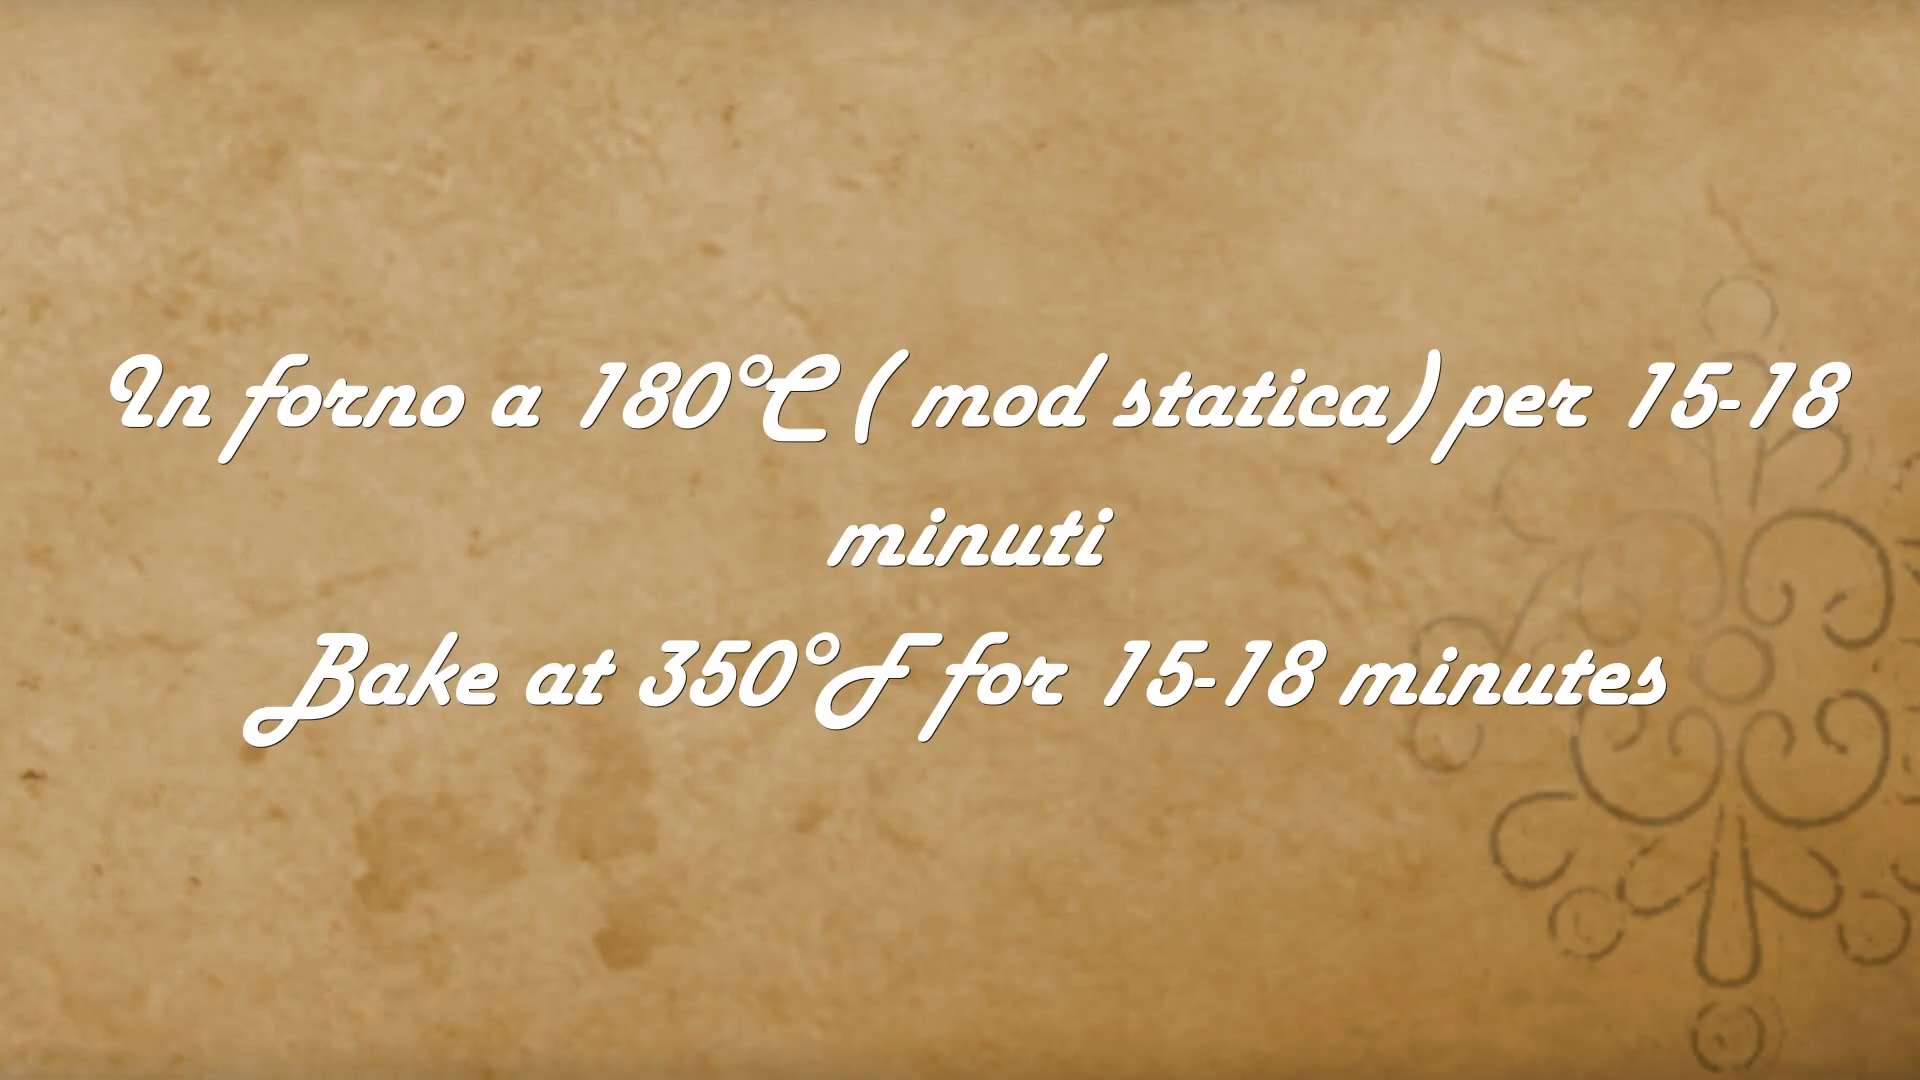 In forno a 180°C ( mod statica) per 15-18
minuti
Bake at 350°F for 15-18 minutes